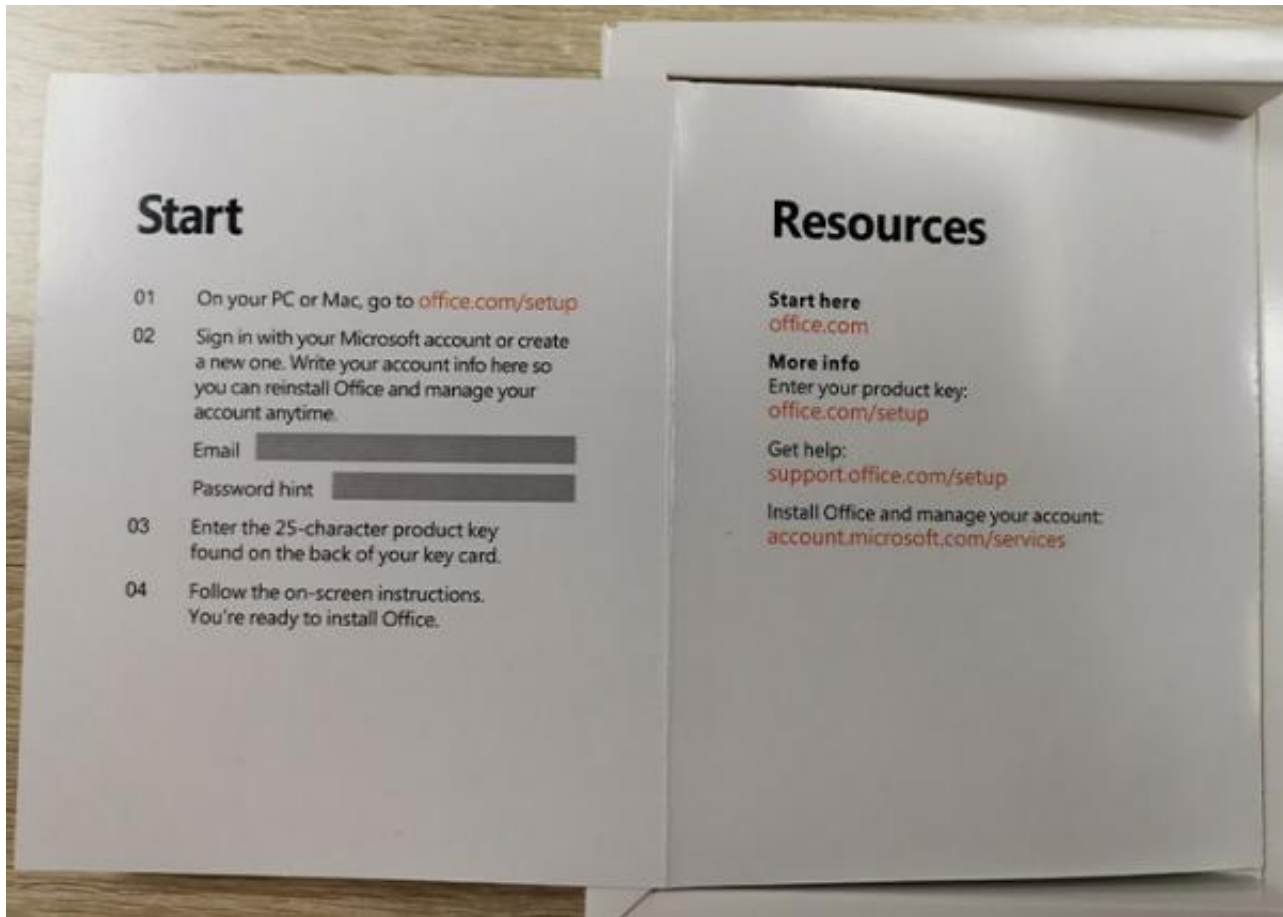 Start
01 On your PC or Mac, go to office.com/setup
02 Sign in with your Microsoft account or create
a new one. Write your account info here so
you can reinstall Office and manage your
account anytime.
Email
Password hint
03 Enter the 25-character product key
found on the back of your key card.
04 Follow the on-screen instructions.
You're ready to install Office.
Resources
Start here
office.com
More info
Enter your product key:
office.com/setup
Get help:
support.office.com/setup
Install Office and manage your account:
account.microsoft.com/services